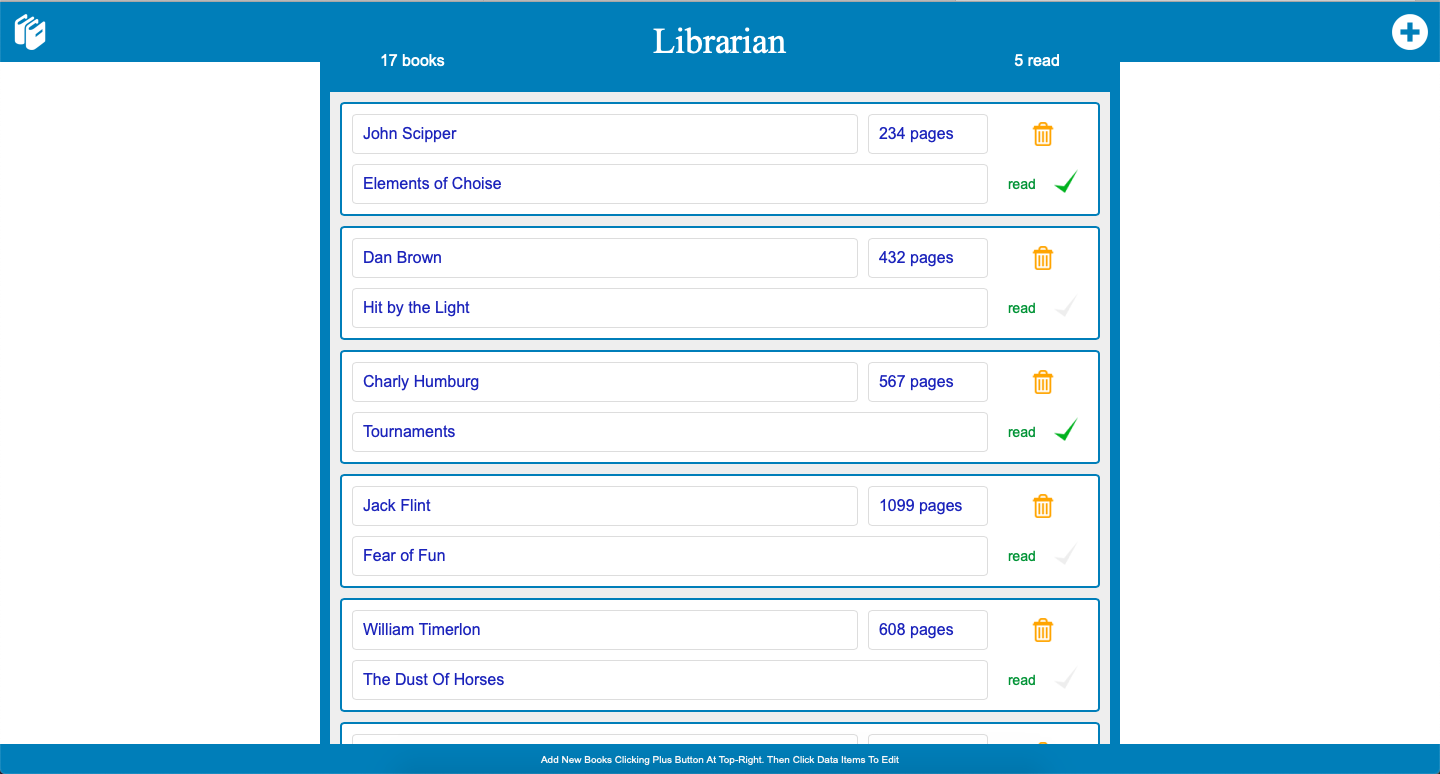 Librarian
17 books
5 read
John Scipper
234 pages
Elements of Choise
read
Dan Brown
432 pages
Hit by the Light
read
Charly Humburg
567 pages
Tournaments
read
Jack Flint
1099 pages
Fear of Fun
read
William Timerlon
608 pages
The Dust Of Horses
read
Add New Books Clicking Plus Button At Top-Right. Then Click Data Items To Edit